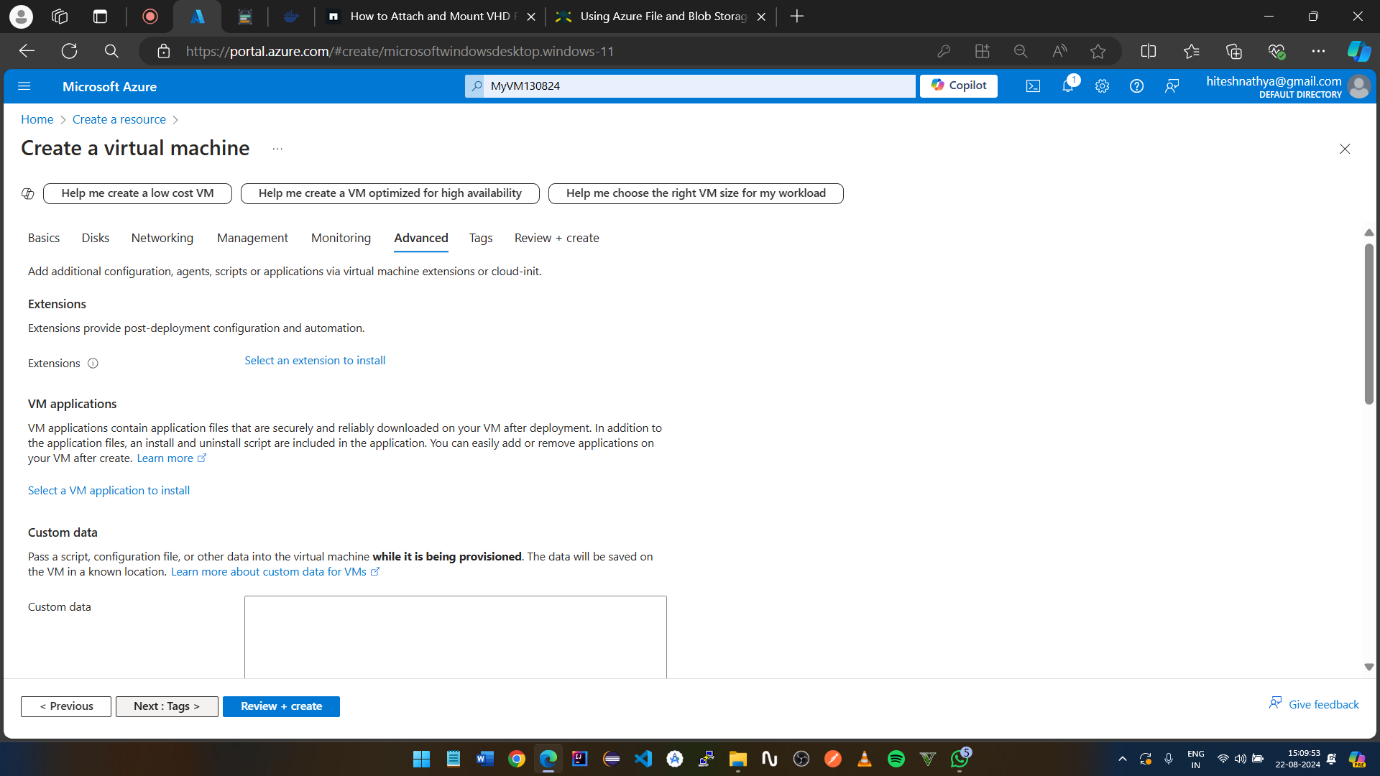 How to Attach and Mount VHD F
Using Azure File and Blob Storag
https://portal.azure.com/#create/microsoftwindowsdesktop.windows-11
Microsoft Azure
MyVM130824
Copilot
1
hiteshnathya@gmail.com
DEFAULT DIRECTORY
Home > Create a resource >
Create a virtual machine ...
Help me create a low cost VM
Help me create a VM optimized for high availability
Help me choose the right VM size for my workload
Basics Disks Networking Management Monitoring Advanced Tags Review + create
Add additional configuration, agents, scripts or applications via virtual machine extensions or cloud-init.
Extensions
Extensions provide post-deployment configuration and automation.
Extensions
Select an extension to install
VM applications
VM applications contain application files that are securely and reliably downloaded on your VM after deployment. In addition to
the application files, an install and uninstall script are included in the application. You can easily add or remove applications on
your VM after create. Learn more
Select a VM application to install
Custom data
Pass a script, configuration file, or other data into the virtual machine while it is being provisioned. The data will be saved on
the VM in a known location. Learn more about custom data for VMs
Custom data
< Previous
Next : Tags >
Review + create
Give feedback
5
ENG
IN
15:09:53
22-08-2024